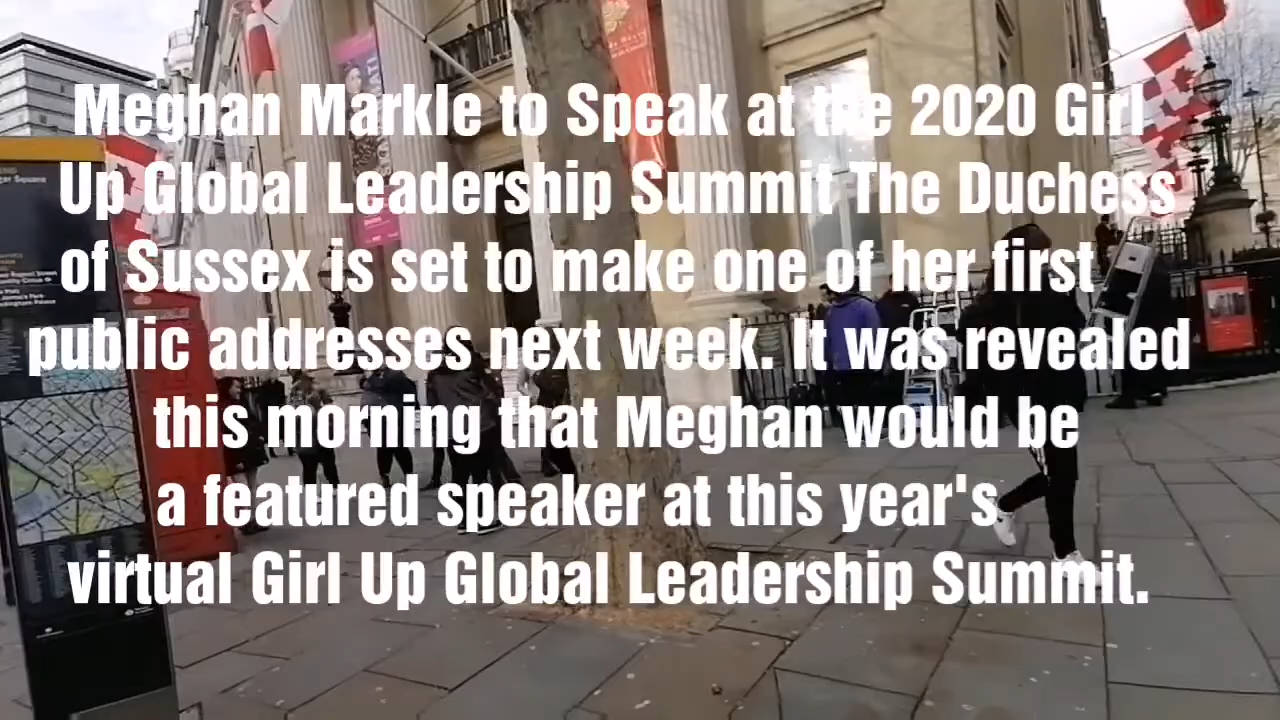 Meghan Markle to Speak at the 2020 Girl
Up Global Leadership Summit The Duchess
of Sussex is set to make one of her first
public addresses next week. It was revealed
this morning that Meghan would be
a featured speaker at this year's
virtual Girl Up Global Leadership Summit.